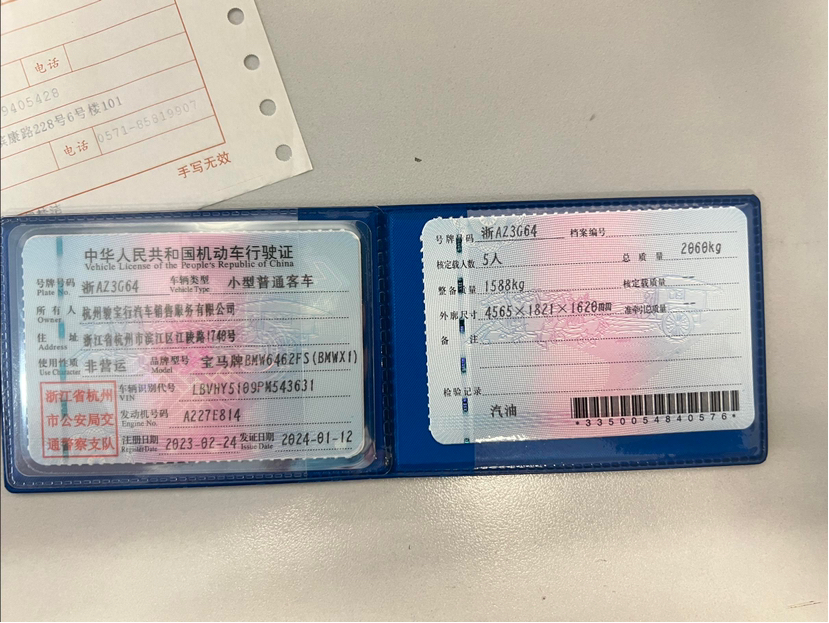 电话
9405428
滨康路228号6号楼101
电话 0571-85819907
手写无效
中华人民共和国机动车行驶证
Vehicle License of the People's Republic of China
号牌号码 浙AZ3G64 车辆类型 小型普通客车
Plate No. Vehicle Type
所有人 杭州骏宝行汽车销售服务有限公司
Owner
住址 浙江省杭州市滨江区江陵路1740号
Address
使用性质 非营运 品牌型号 宝马牌BMW6462FS(BMWX1)
Use Character Model
浙江省杭州市公安局交通警察支队
车辆识别代号 LBVHY5109PM543631
VIN
发动机号码 A227E814
Engine No.
注册日期 2023-02-24 发证日期 2024-01-12
Register Date Issue Date
号牌号码 浙AZ3G64 档案编号
核定载人数 5人 总质量 2060kg
整备质量 1588kg 核定载质量 --
外廓尺寸 4565×1821×1620mm 准牵引总质量 --
备注
检验记录
汽油
*3350054840576*